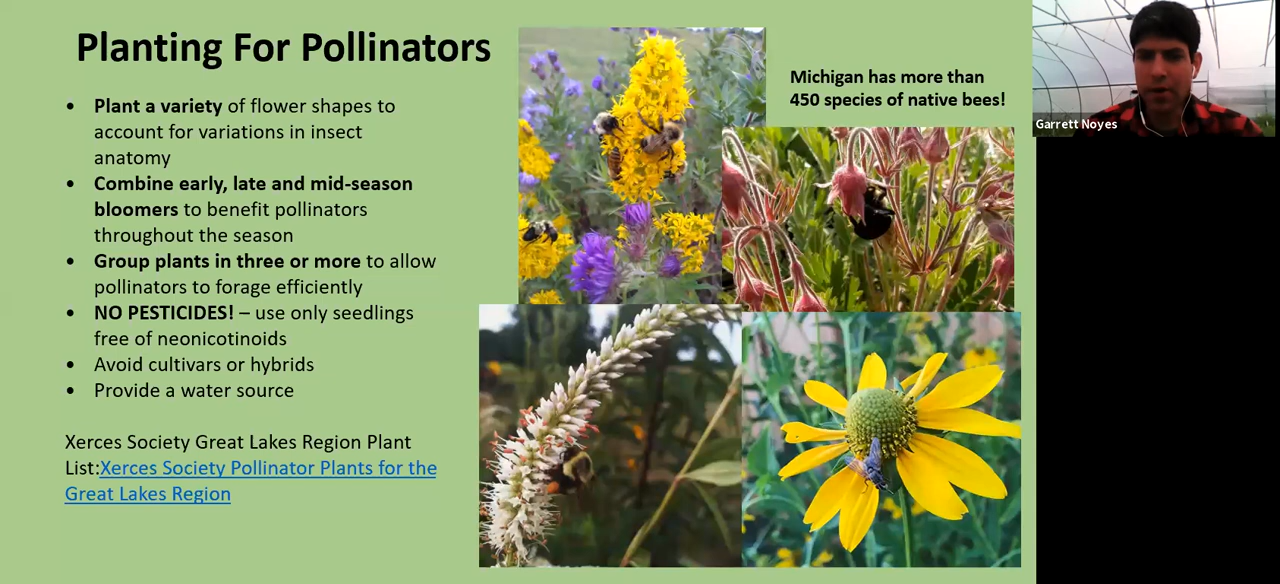 Planting For Pollinators
• Plant a variety of flower shapes to
account for variations in insect
anatomy
• Combine early, late and mid-season
bloomers to benefit pollinators
throughout the season
• Group plants in three or more to allow
pollinators to forage efficiently
• NO PESTICIDES! – use only seedlings
free of neonicotinoids
• Avoid cultivars or hybrids
• Provide a water source
Xerces Society Great Lakes Region Plant
List:Xerces Society Pollinator Plants for the
Great Lakes Region
Michigan has more than
450 species of native bees!
Garrett Noyes